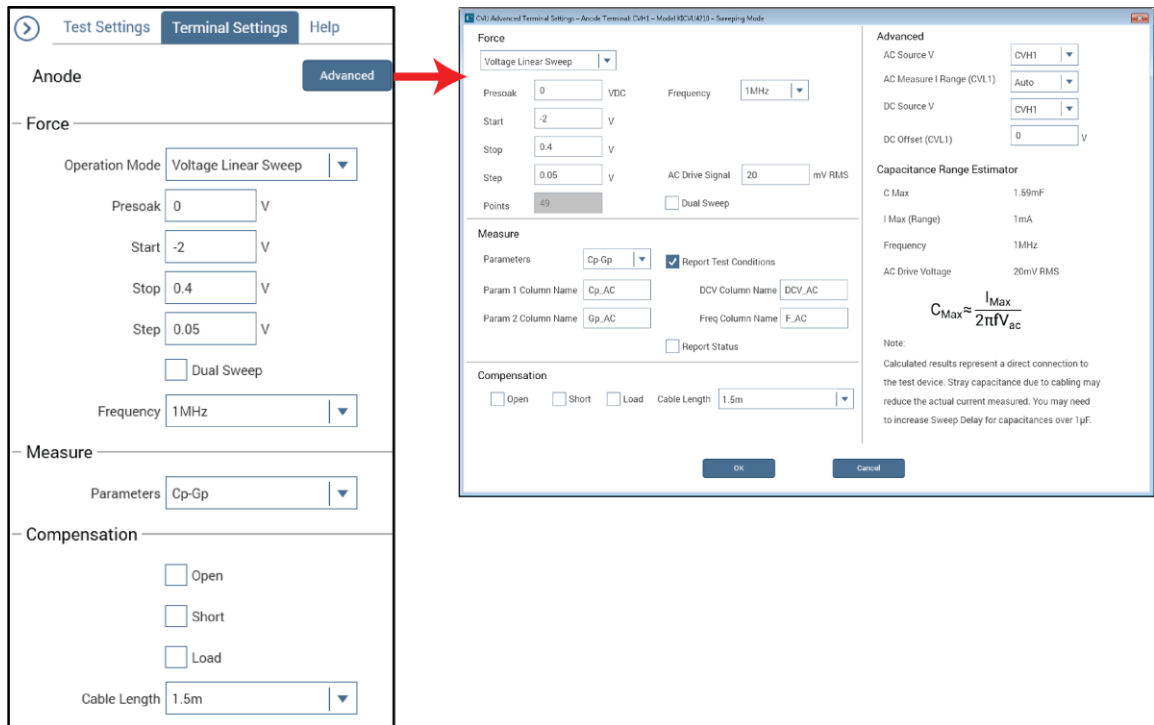 Test Settings Terminal Settings Help
Anode Advanced
Force
Operation Mode Voltage Linear Sweep
Presoak 0 V
Start -2 V
Stop 0.4 V
Step 0.05 V
Dual Sweep
Frequency 1MHz
Measure
Parameters Cp-Gp
Compensation
Open
Short
Load
Cable Length 1.5m
CVU Advanced Terminal Settings - Anode Terminal: CVH1 - Model KICVU4210 - Sweeping Mode
Force
Voltage Linear Sweep
Presoak 0 VDC Frequency 1MHz
Start -2 V
Stop 0.4 V
Step 0.05 V AC Drive Signal 20 mV RMS
Points 49 Dual Sweep
Measure
Parameters Cp-Gp Report Test Conditions
Param 1 Column Name Cp_AC DCV Column Name DCV_AC
Param 2 Column Name Gp_AC Freq Column Name F_AC
Report Status
Compensation
Open Short Load Cable Length 1.5m
OK Cancel
Advanced
AC Source V CVH1
AC Measure I Range (CVL1) Auto
DC Source V CVH1
DC Offset (CVL1) 0 V
Capacitance Range Estimator
C Max 1.59mF
I Max (Range) 1mA
Frequency 1MHz
AC Drive Voltage 20mV RMS
CMax≈ IMax
2πfVac
Note:
Calculated results represent a direct connection to
the test device. Stray capacitance due to cabling may
reduce the actual current measured. You may need
to increase Sweep Delay for capacitances over 1µF.